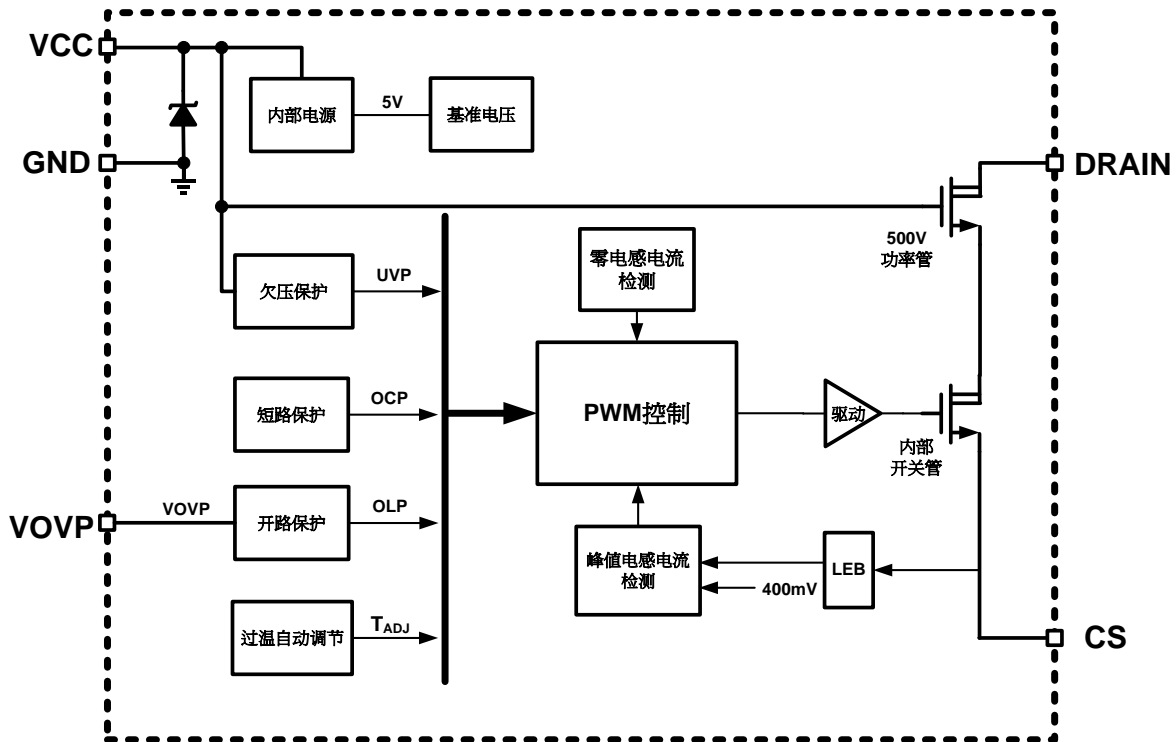 VCC
内部电源
5V
基准电压
GND
DRAIN
500V
功率管
零电感电流
检测
欠压保护
UVP
短路保护
OCP
PWM控制
驱动
内部
开关管
VOVP
VOVP
开路保护
OLP
峰值电感电流
检测
400mV
LEB
过温自动调节
TADJ
CS